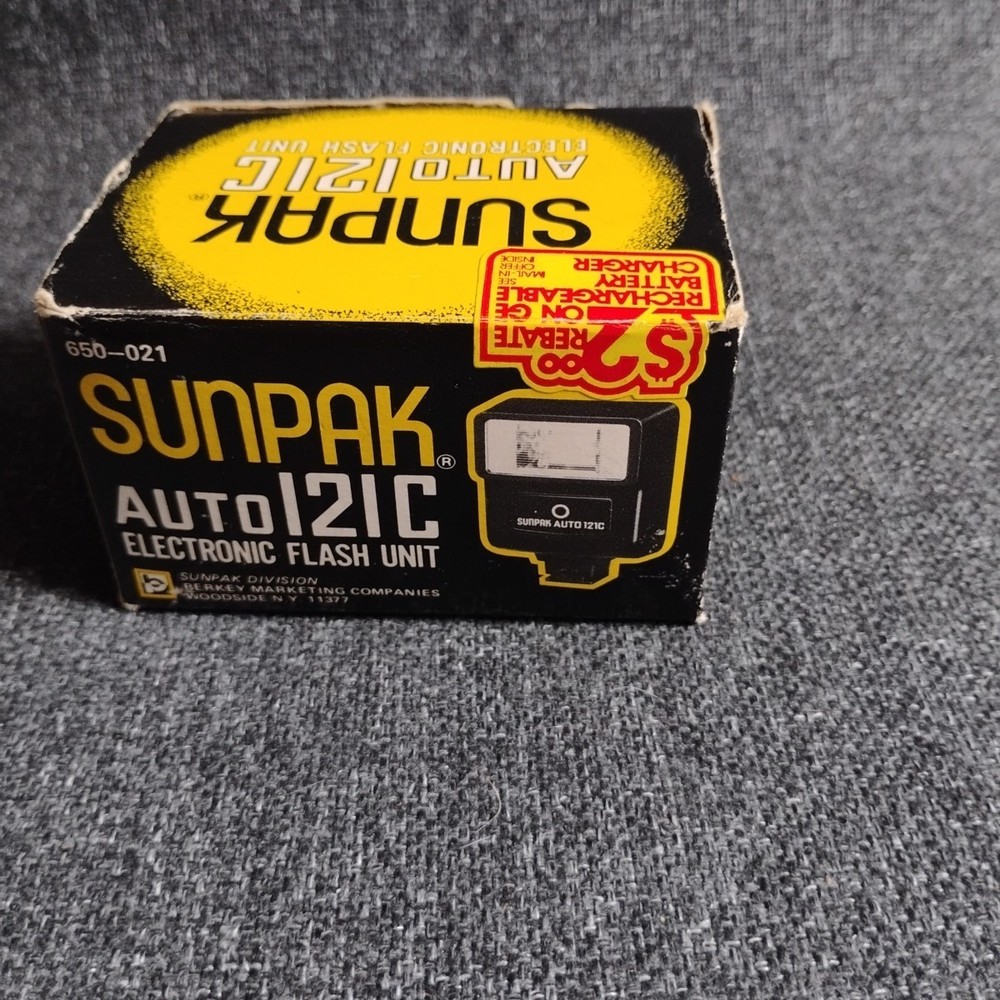 SUNPAK®
AUTO 121C
ELECTRONIC FLASH UNIT
$2.00
REBATE
ON GE
RECHARGEABLE
BATTERY
CHARGER
SEE
MAIL-IN
OFFER
INSIDE
650-021
SUNPAK®
AUTO 121C
ELECTRONIC FLASH UNIT
SUNPAK DIVISION
BERKEY MARKETING COMPANIES
WOODSIDE N Y 11377
SUNPAK AUTO 121C